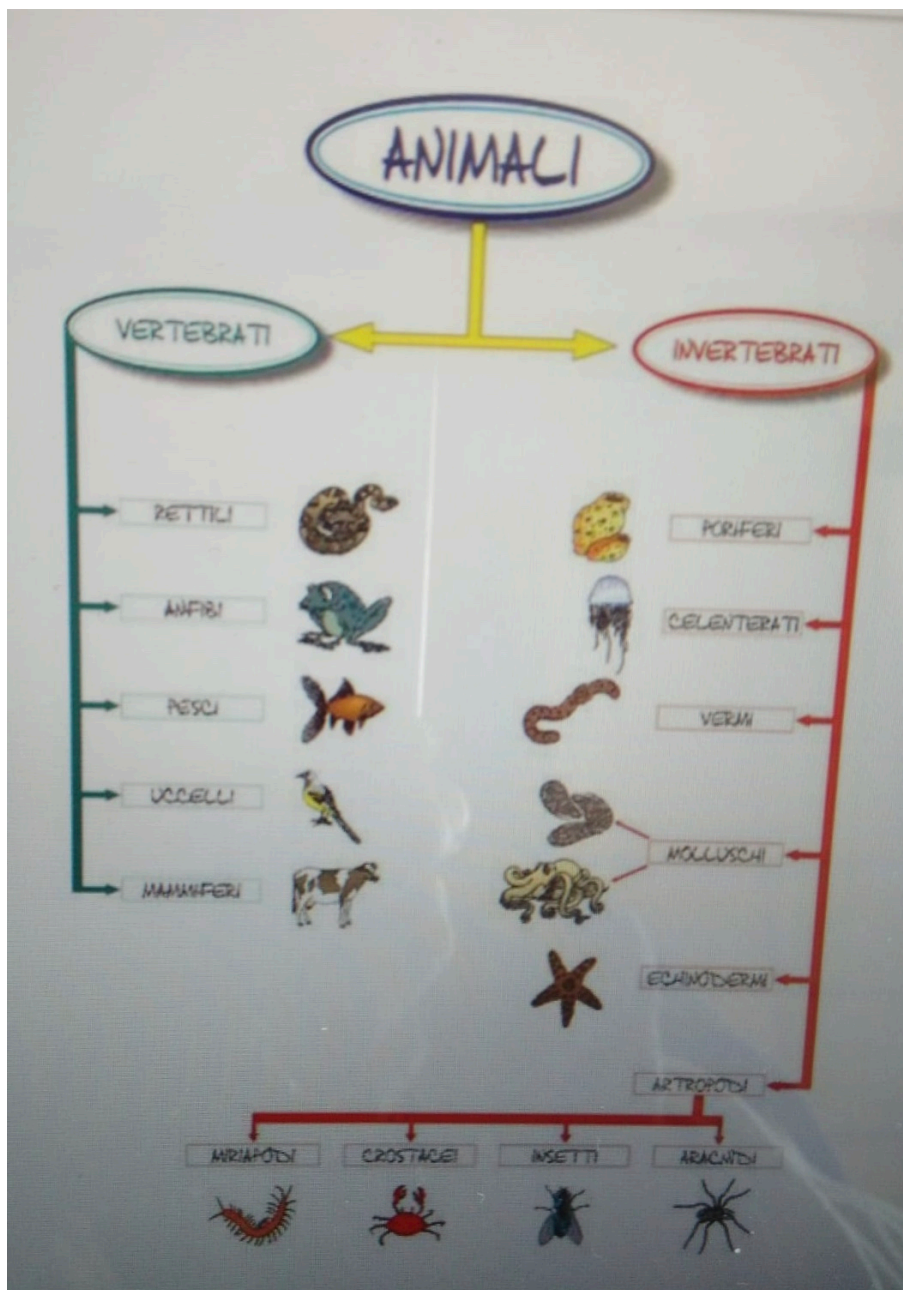 ANIMALI
VERTEBRATI
INVERTEBRATI
RETTILI
ANFIBI
PESCI
UCCELLI
MAMMIFERI
PORIFERI
CELENTERATI
VERMI
MOLLUSCHI
ECHINODERMI
ARTROPODI
MIRIAPODI
CROSTACEI
INSETTI
ARACNIDI